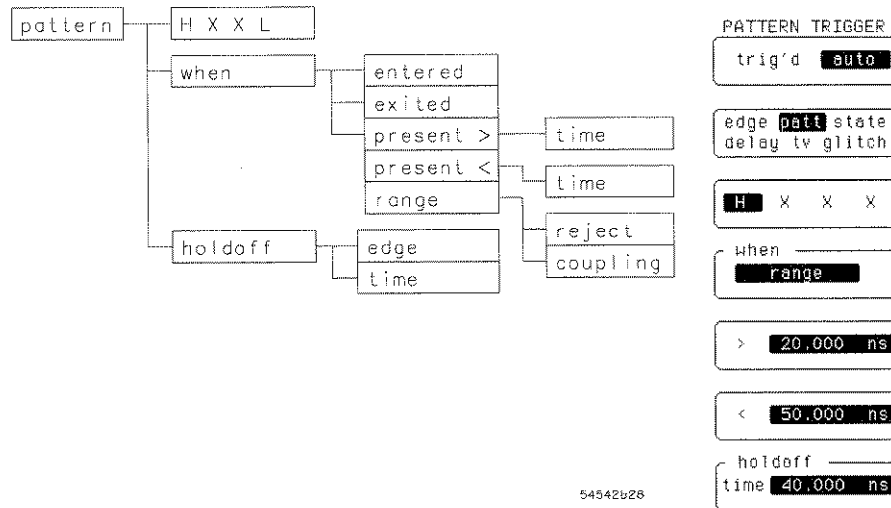 pattern
H X X L
when
entered
exited
present >
time
present <
time
range
reject
coupling
holdoff
edge
time
54542b28
PATTERN TRIGGER
trig'd auto
edge patt state
delay tv glitch
H X X X
when
range
> 20.000 ns
< 50.000 ns
holdoff
time 40.000 ns